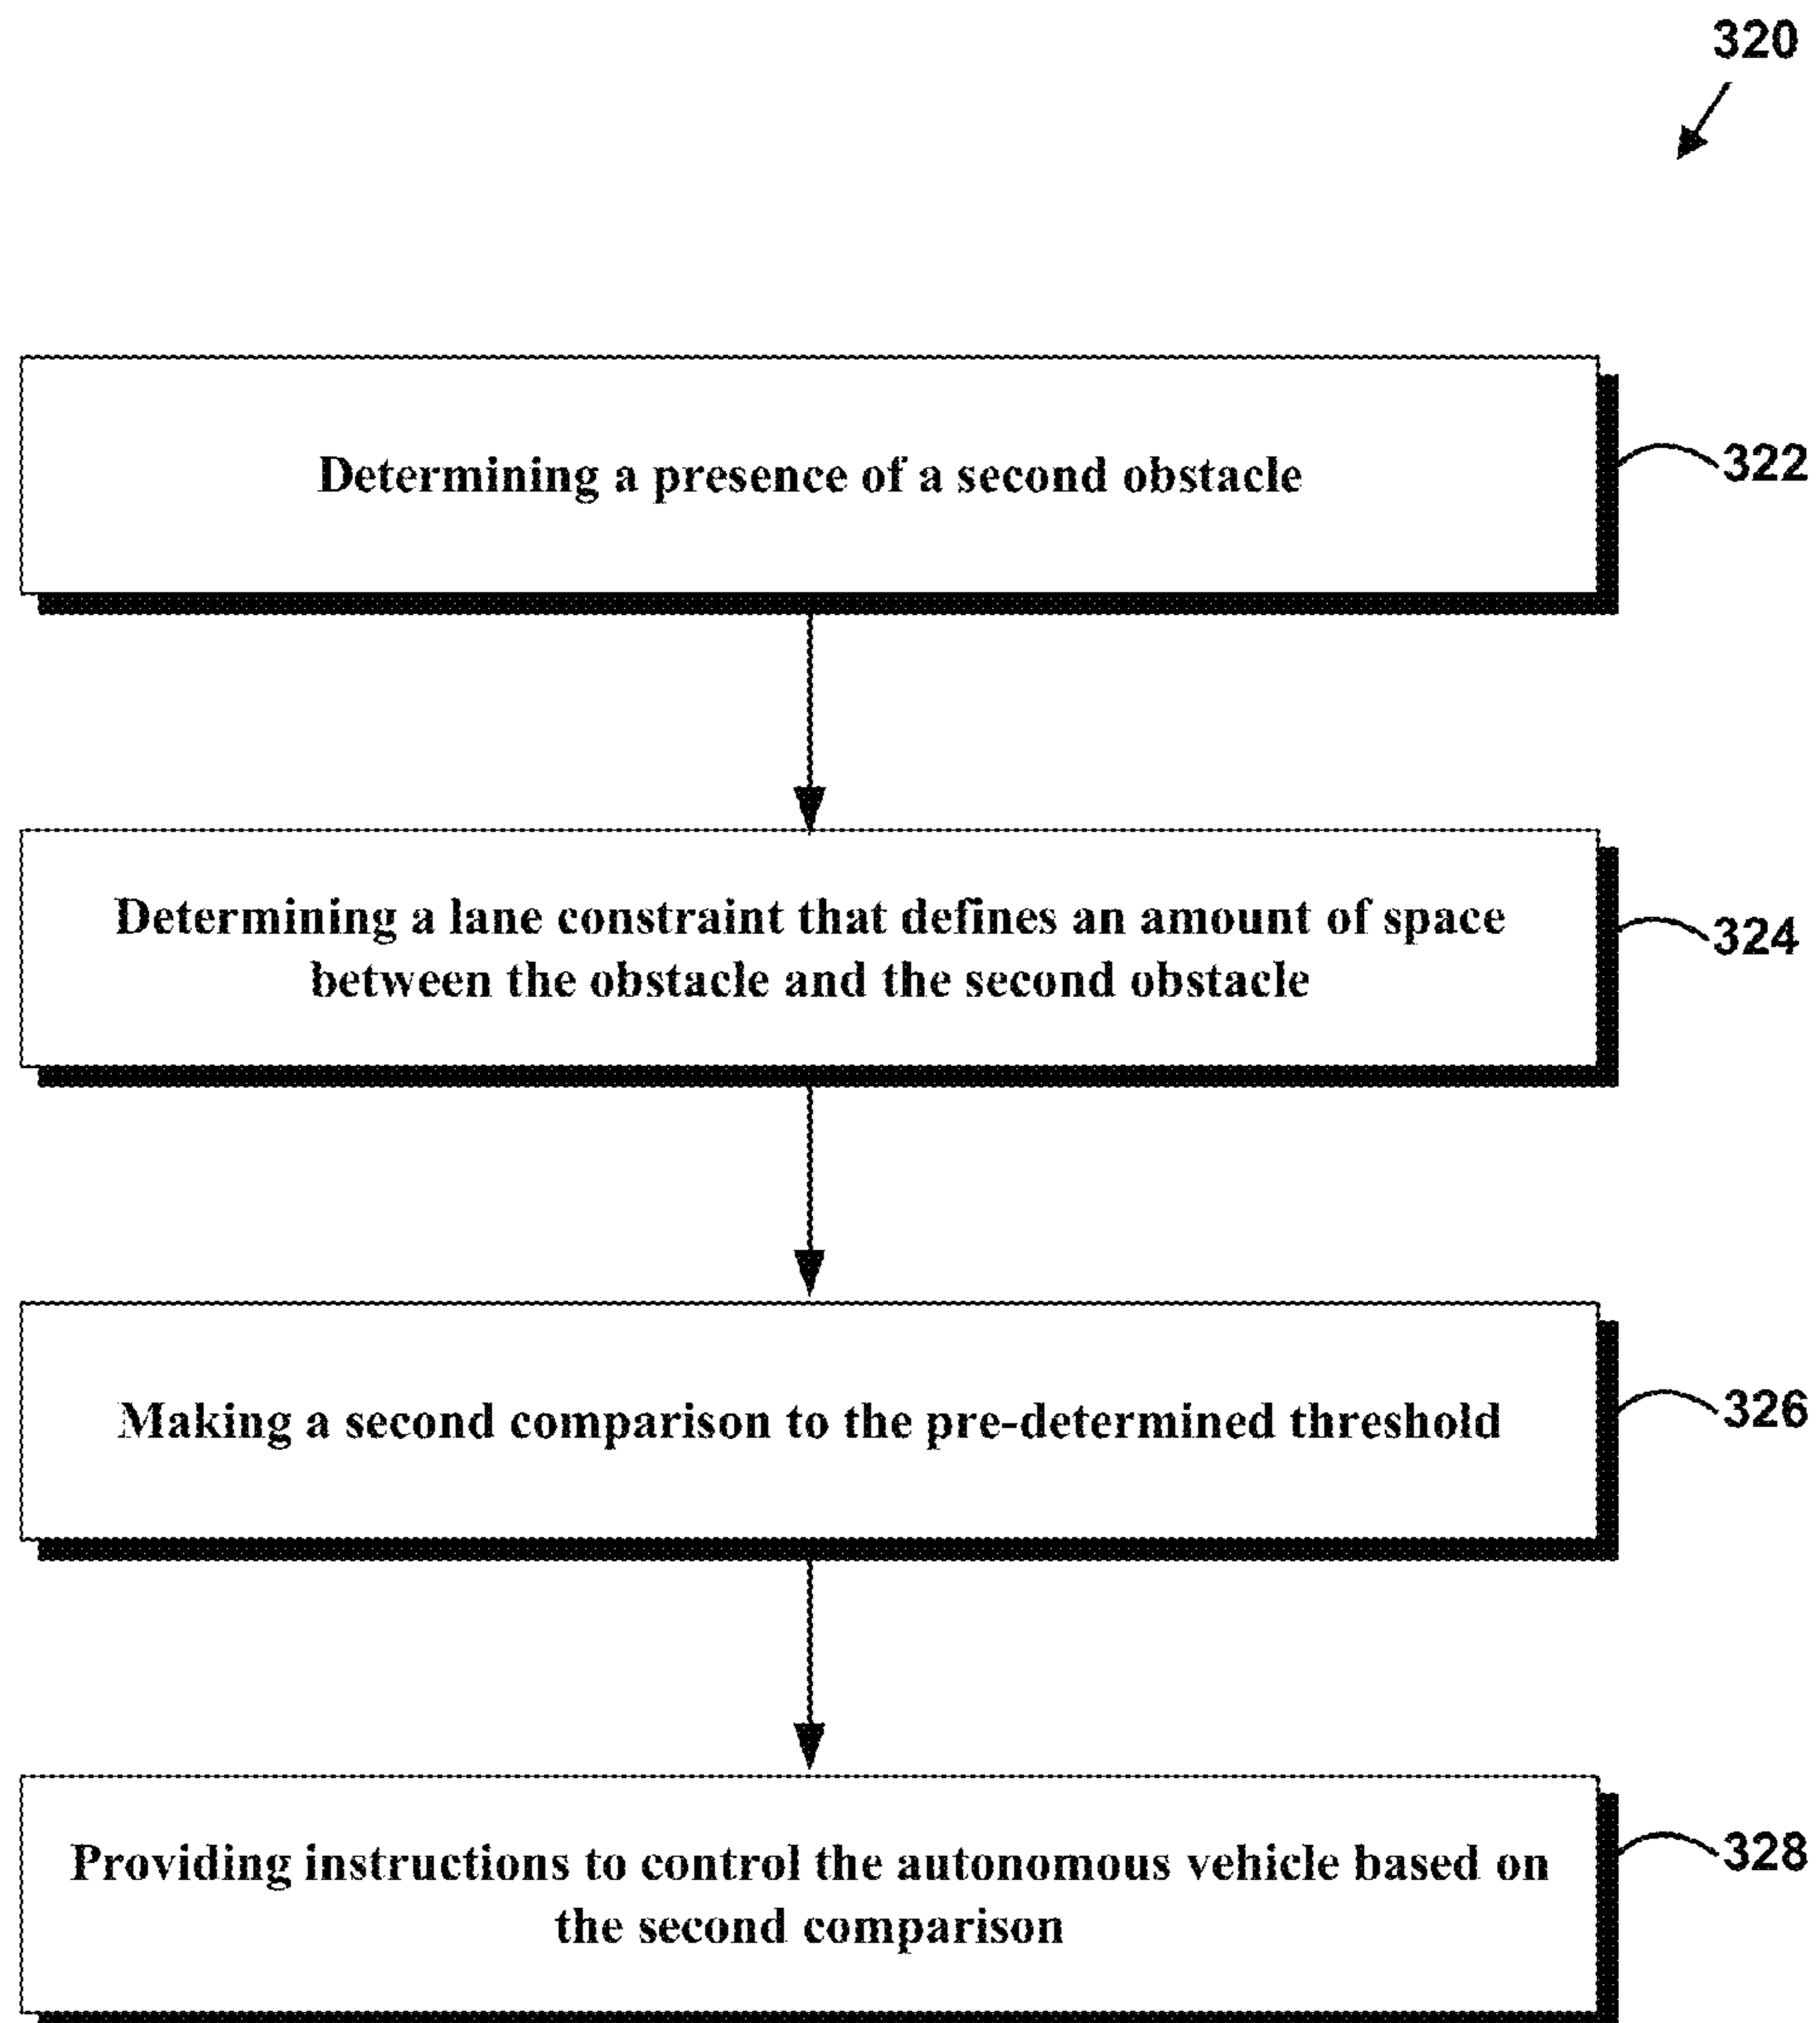 320
Determining a presence of a second obstacle
322
Determining a lane constraint that defines an amount of space
between the obstacle and the second obstacle
324
Making a second comparison to the pre-determined threshold
326
Providing instructions to control the autonomous vehicle based on
the second comparison
328